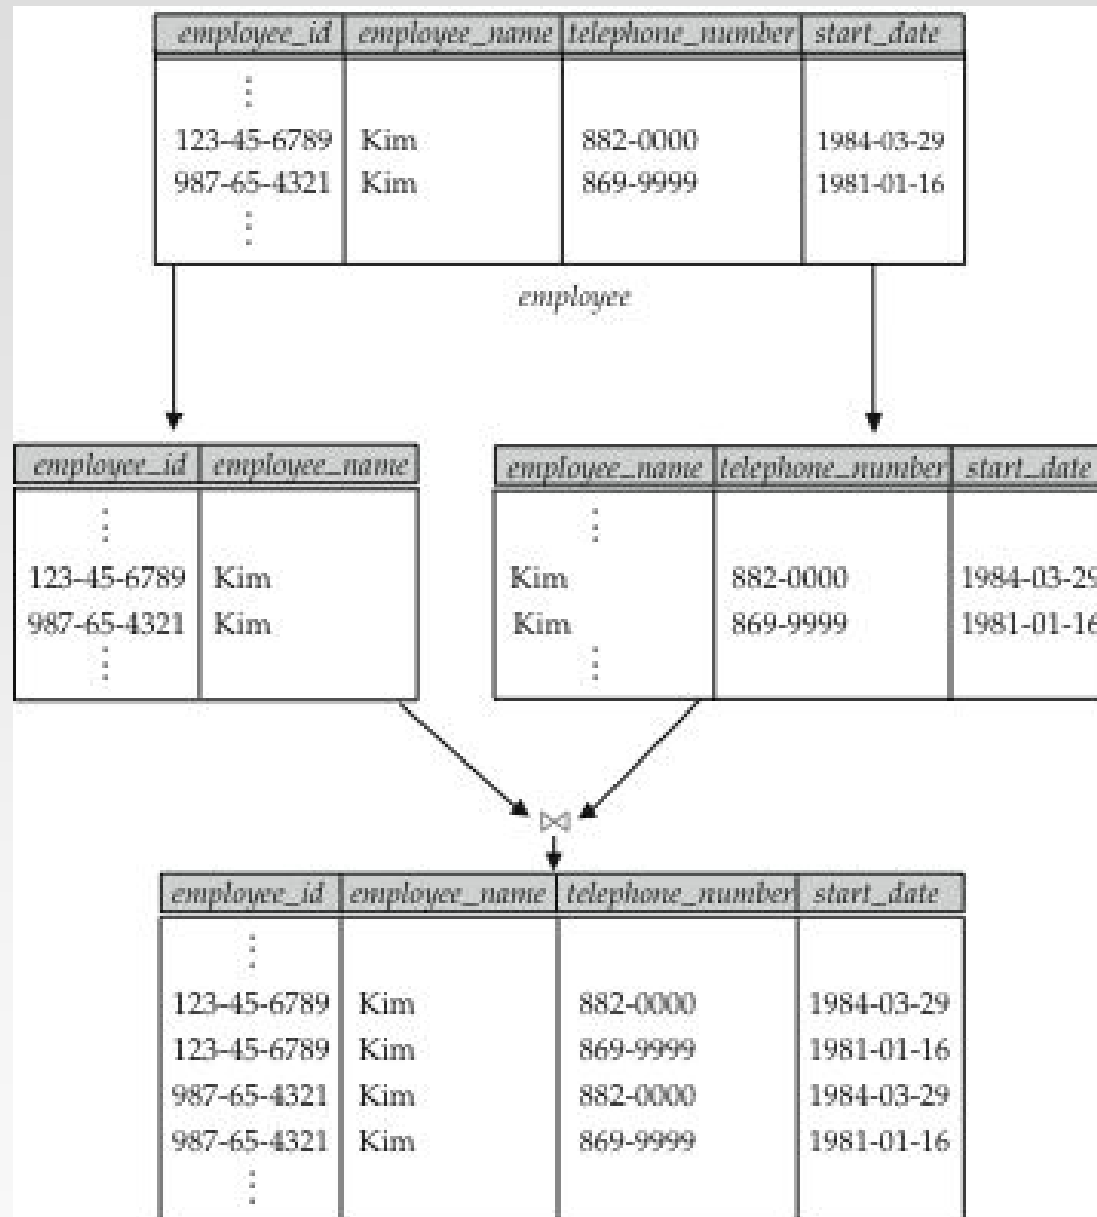 employee_id employee_name telephone_number start_date
⋮
123-45-6789 Kim 882-0000 1984-03-29
987-65-4321 Kim 869-9999 1981-01-16
⋮
employee
employee_id employee_name
⋮
123-45-6789 Kim
987-65-4321 Kim
⋮
employee_name telephone_number start_date
⋮
Kim 882-0000 1984-03-29
Kim 869-9999 1981-01-16
⋮
⋈
employee_id employee_name telephone_number start_date
⋮
123-45-6789 Kim 882-0000 1984-03-29
123-45-6789 Kim 869-9999 1981-01-16
987-65-4321 Kim 882-0000 1984-03-29
987-65-4321 Kim 869-9999 1981-01-16
⋮